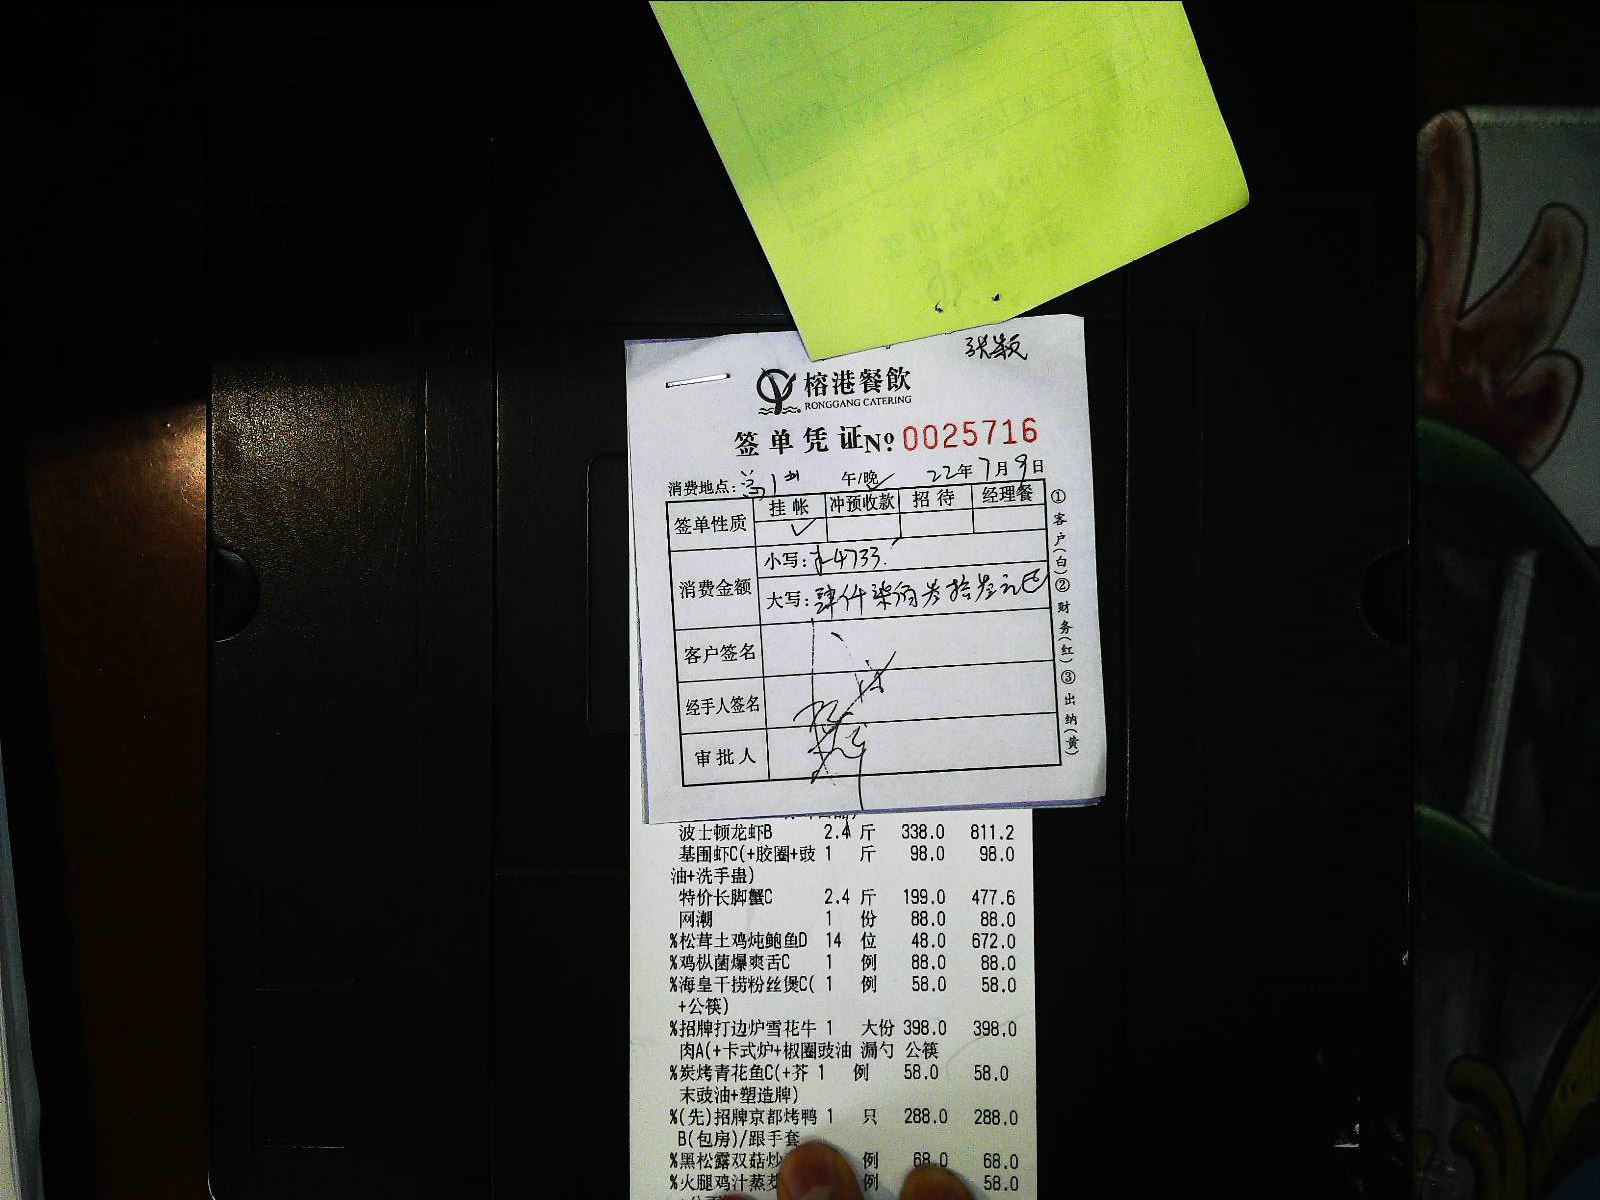 张颖
榕港餐飲
RONGGANG CATERING
签单凭证 No: 0025716
消费地点: 午/晚✓ 22年7月9日
签单性质 挂帐 冲预收款 招待 经理餐
✓
消费金额 小写: ¥4733.
大写: 肆仟柒佰叁拾叁元
客户签名
经手人签名
审批人
①客户(白)②财务(红)③出纳(黄)
波士顿龙虾B 2.4 斤 338.0 811.2
基围虾C(+胶圈+豉 1 斤 98.0 98.0
油+洗手蛊)
特价长脚蟹C 2.4 斤 199.0 477.6
网潮 1 份 88.0 88.0
%松茸土鸡炖鲍鱼D 14 位 48.0 672.0
%鸡枞菌爆爽舌C 1 例 88.0 88.0
%海皇干捞粉丝煲C( 1 例 58.0 58.0
+公筷)
%招牌打边炉雪花牛 1 大份 398.0 398.0
肉A(+卡式炉+椒圈豉油 漏勺 公筷
%炭烤青花鱼C(+芥 1 例 58.0 58.0
末豉油+塑造牌)
%(先)招牌京都烤鸭 1 只 288.0 288.0
B(包房)/跟手套
%黑松露双菇炒 例 68.0 68.0
%火腿鸡汁蒸 例 58.0